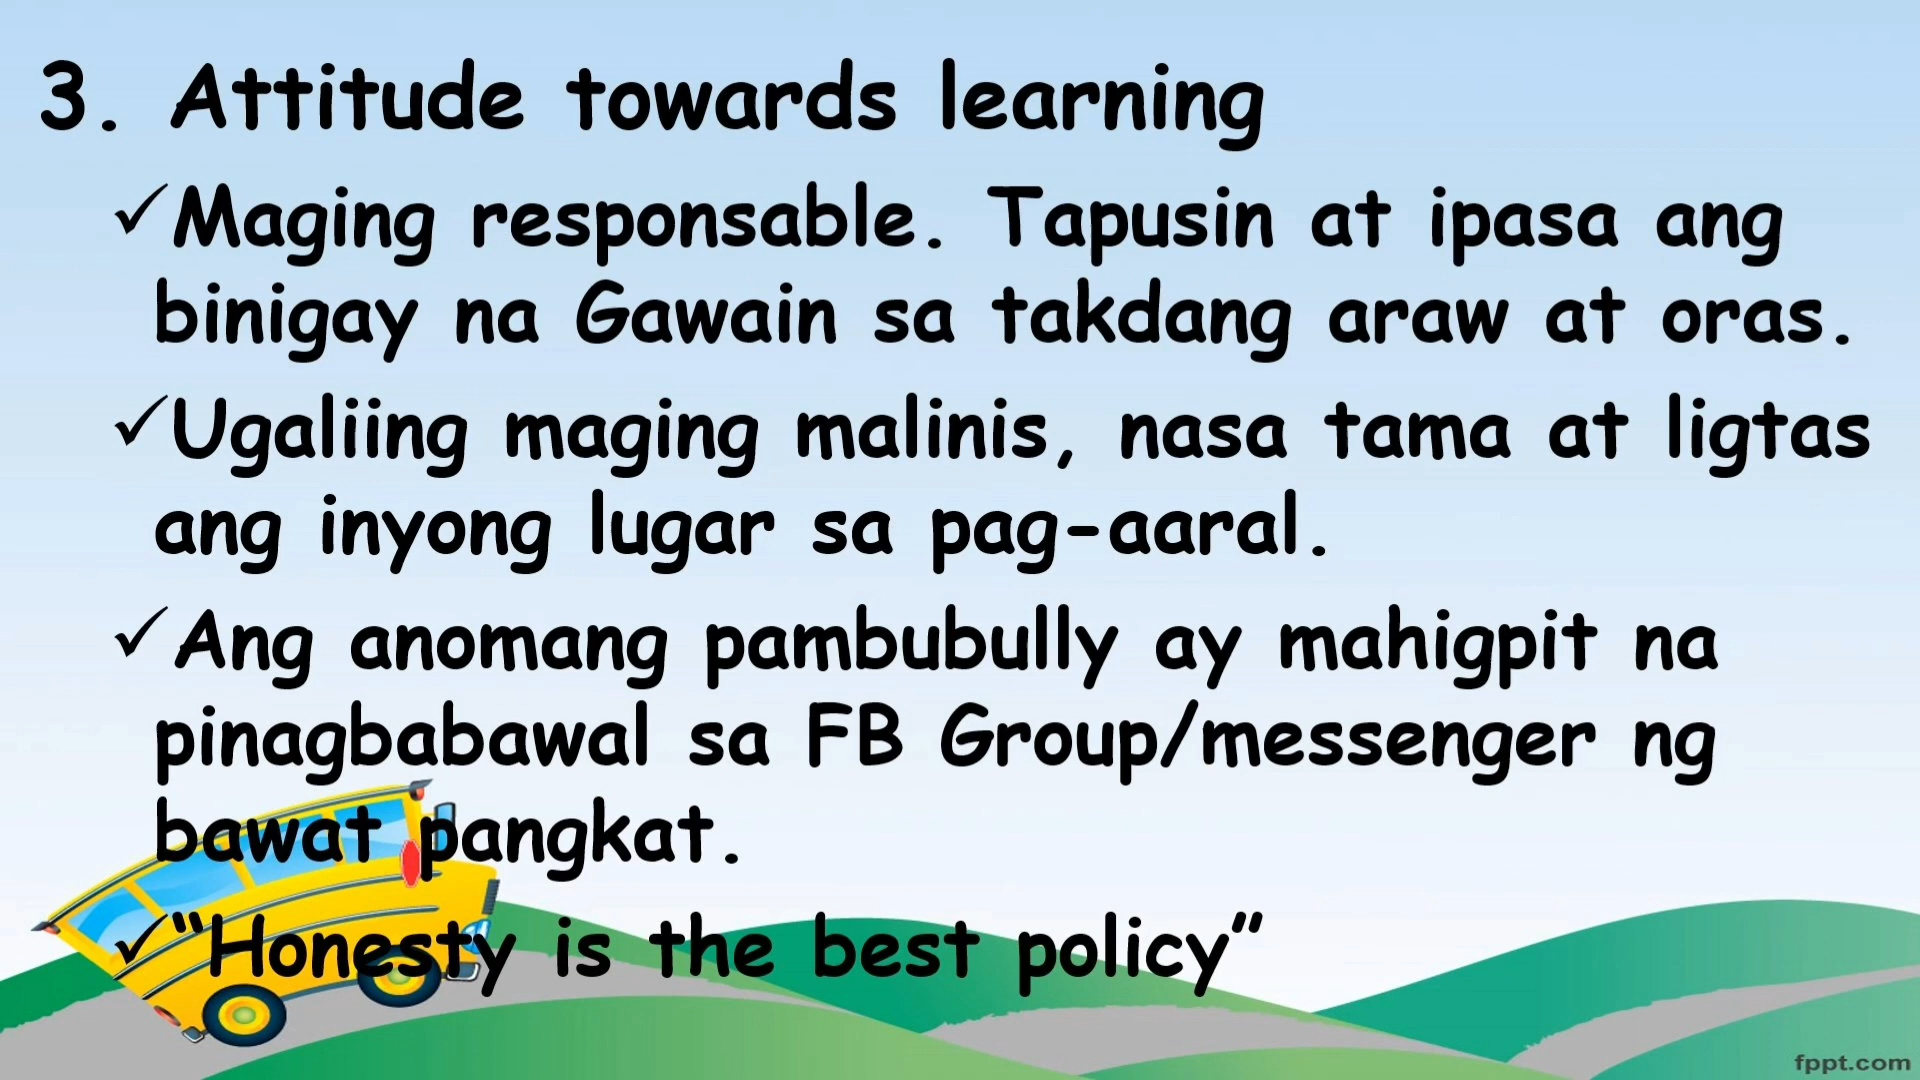 3. Attitude towards learning
✓Maging responsable. Tapusin at ipasa ang
binigay na Gawain sa takdang araw at oras.
✓Ugaliing maging malinis, nasa tama at ligtas
ang inyong lugar sa pag-aaral.
✓Ang anomang pambubully ay mahigpit na
pinagbabawal sa FB Group/messenger ng
bawat pangkat.
✓“Honesty is the best policy”
fppt.com